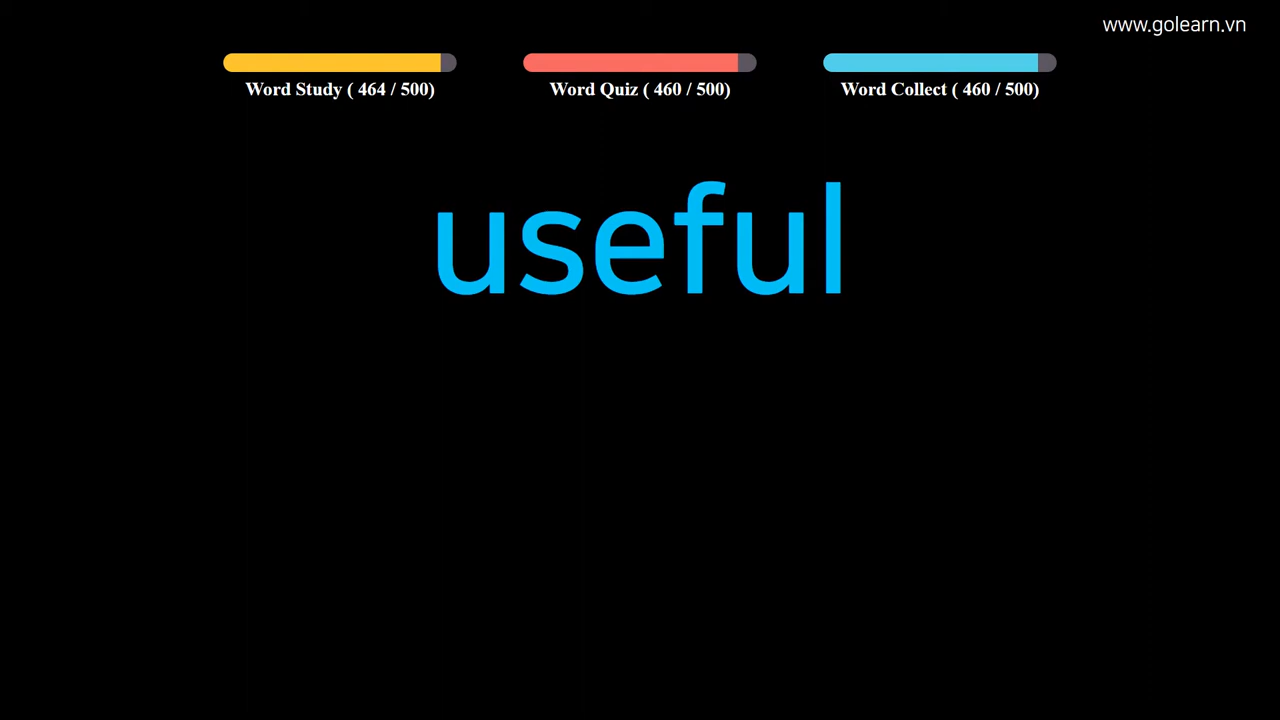 www.golearn.vn
Word Study ( 464 / 500)
Word Quiz ( 460 / 500)
Word Collect ( 460 / 500)
useful